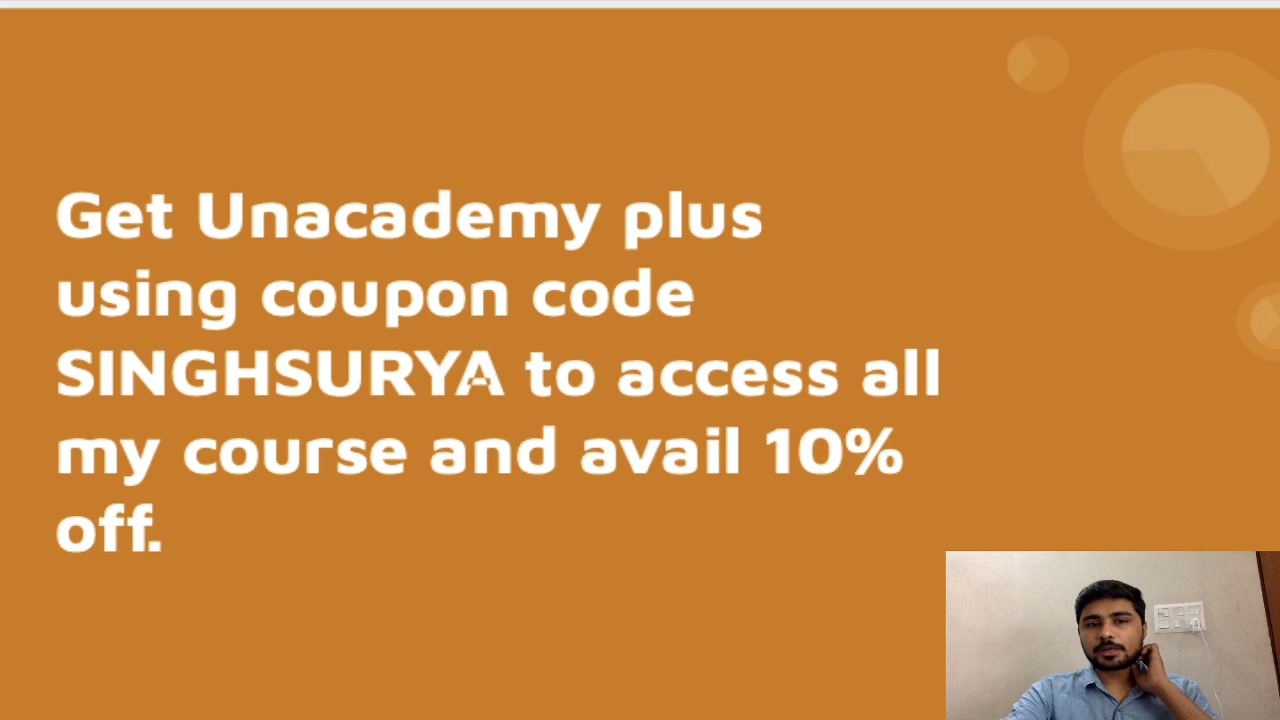 Get Unacademy plus
using coupon code
SINGHSURYA to access all
my course and avail 10%
off.